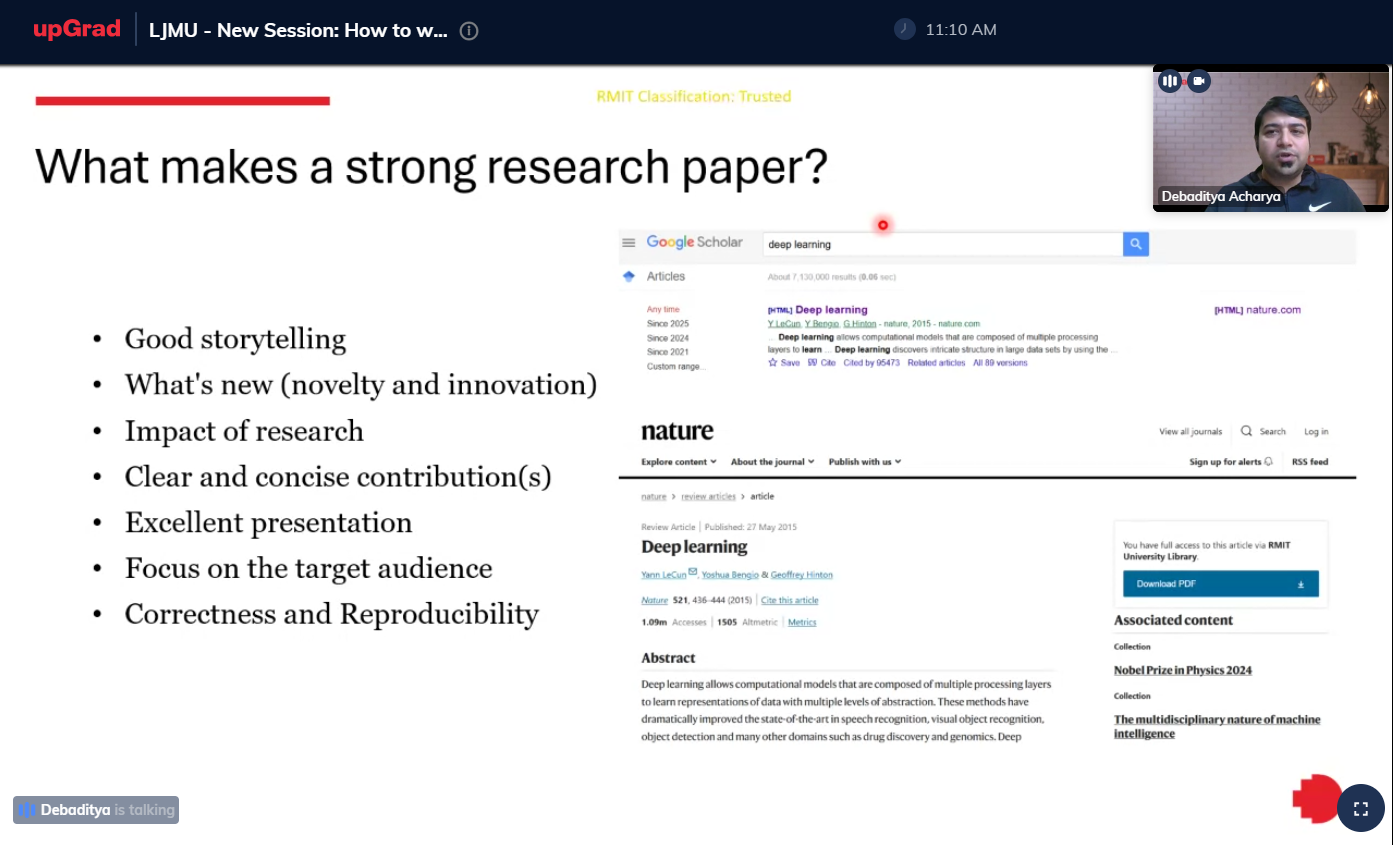 upGrad
LJMU - New Session: How to w...
11:10 AM
RMIT Classification: Trusted
What makes a strong research paper?
Debaditya Acharya
• Good storytelling
• What's new (novelty and innovation)
• Impact of research
• Clear and concise contribution(s)
• Excellent presentation
• Focus on the target audience
• Correctness and Reproducibility
Google Scholar
deep learning
Articles
About 7,130,000 results (0.06 sec)
Any time
Since 2025
Since 2024
Since 2021
Custom range...
[HTML] Deep learning
[HTML] nature.com
Y LeCun, Y Bengio, G Hinton - nature, 2015 - nature.com
... Deep learning allows computational models that are composed of multiple processing
layers to learn ... Deep learning discovers intricate structure in large data sets by using the ...
Save Cite Cited by 95473 Related articles All 89 versions
nature
View all journals Search Log in
Explore content About the journal Publish with us
Sign up for alerts RSS feed
nature > review articles > article
Review Article | Published: 27 May 2015
Deep learning
Yann LeCun, Yoshua Bengio & Geoffrey Hinton
Nature 521, 436–444 (2015) | Cite this article
1.09m Accesses | 1505 Altmetric | Metrics
Abstract
Deep learning allows computational models that are composed of multiple processing layers
to learn representations of data with multiple levels of abstraction. These methods have
dramatically improved the state-of-the-art in speech recognition, visual object recognition,
object detection and many other domains such as drug discovery and genomics. Deep
You have full access to this article via RMIT
University Library.
Download PDF
Associated content
Collection
Nobel Prize in Physics 2024
Collection
The multidisciplinary nature of machine
intelligence
Debaditya is talking